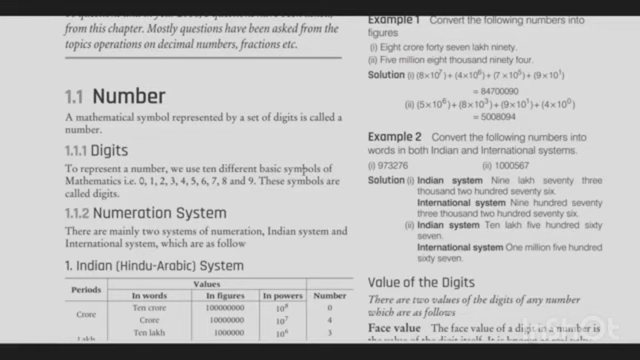 from this chapter. Mostly questions have been asked from the
topics operations on decimal numbers, fractions etc.
1.1 Number
A mathematical symbol represented by a set of digits is called a
number.
1.1.1 Digits
To represent a number, we use ten different basic symbols of
Mathematics i.e. 0, 1, 2, 3, 4, 5, 6, 7, 8 and 9. These symbols are
called digits.
1.1.2 Numeration System
There are mainly two systems of numeration, Indian system and
International system, which are as follow
1. Indian (Hindu-Arabic) System
Periods
Values
In words In figures In powers Number
Crore
Ten crore 100000000 10⁸ 0
Crore 10000000 10⁷ 4
Lakh
Ten lakh 1000000 10⁶ 3
Example 1 Convert the following numbers into
figures
(i) Eight crore forty seven lakh ninety.
(ii) Five million eight thousand ninety four.
Solution (i) (8×10⁷) + (4×10⁶) + (7×10⁵) + (9×10¹)
= 84700090
(ii) (5×10⁶) + (8×10³) + (9×10¹) + (4×10⁰)
= 5008094
Example 2 Convert the following numbers into
words in both Indian and International systems.
(i) 973276 (ii) 1000567
Solution (i) Indian system Nine lakh seventy three
thousand two hundred seventy six.
International system Nine hundred seventy
three thousand two hundred seventy six.
(ii) Indian system Ten lakh five hundred sixty
seven.
International system One million five hundred
sixty seven.
Value of the Digits
There are two values of the digits of any number
which are as follows
Face value The face value of a digit in a number is
the value of the digit itself. It is known